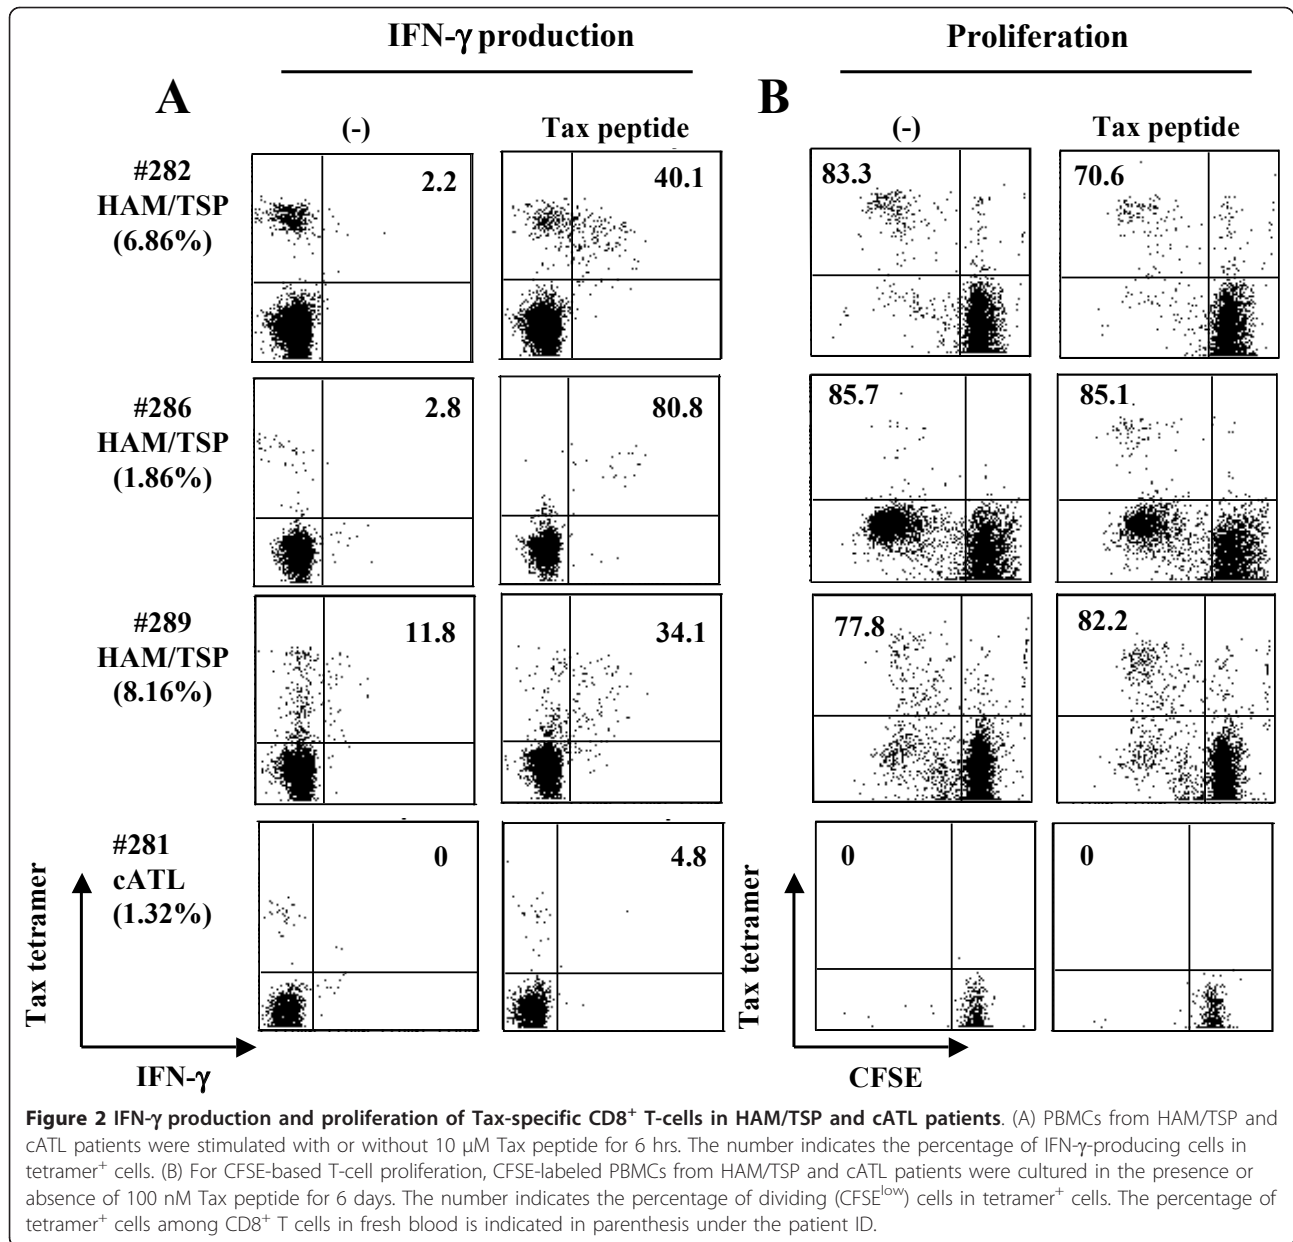 IFN-γ production
Proliferation
A
B
(-)
Tax peptide
(-)
Tax peptide
#282
HAM/TSP
(6.86%)
2.2
40.1
83.3
70.6
#286
HAM/TSP
(1.86%)
2.8
80.8
85.7
85.1
#289
HAM/TSP
(8.16%)
11.8
34.1
77.8
82.2
#281
cATL
(1.32%)
0
4.8
0
0
Tax tetramer
IFN-γ
Tax tetramer
CFSE
Figure 2 IFN-γ production and proliferation of Tax-specific CD8⁺ T-cells in HAM/TSP and cATL patients. (A) PBMCs from HAM/TSP and
cATL patients were stimulated with or without 10 μM Tax peptide for 6 hrs. The number indicates the percentage of IFN-γ-producing cells in
tetramer⁺ cells. (B) For CFSE-based T-cell proliferation, CFSE-labeled PBMCs from HAM/TSP and cATL patients were cultured in the presence or
absence of 100 nM Tax peptide for 6 days. The number indicates the percentage of dividing (CFSEˡᵒʷ) cells in tetramer⁺ cells. The percentage of
tetramer⁺ cells among CD8⁺ T cells in fresh blood is indicated in parenthesis under the patient ID.